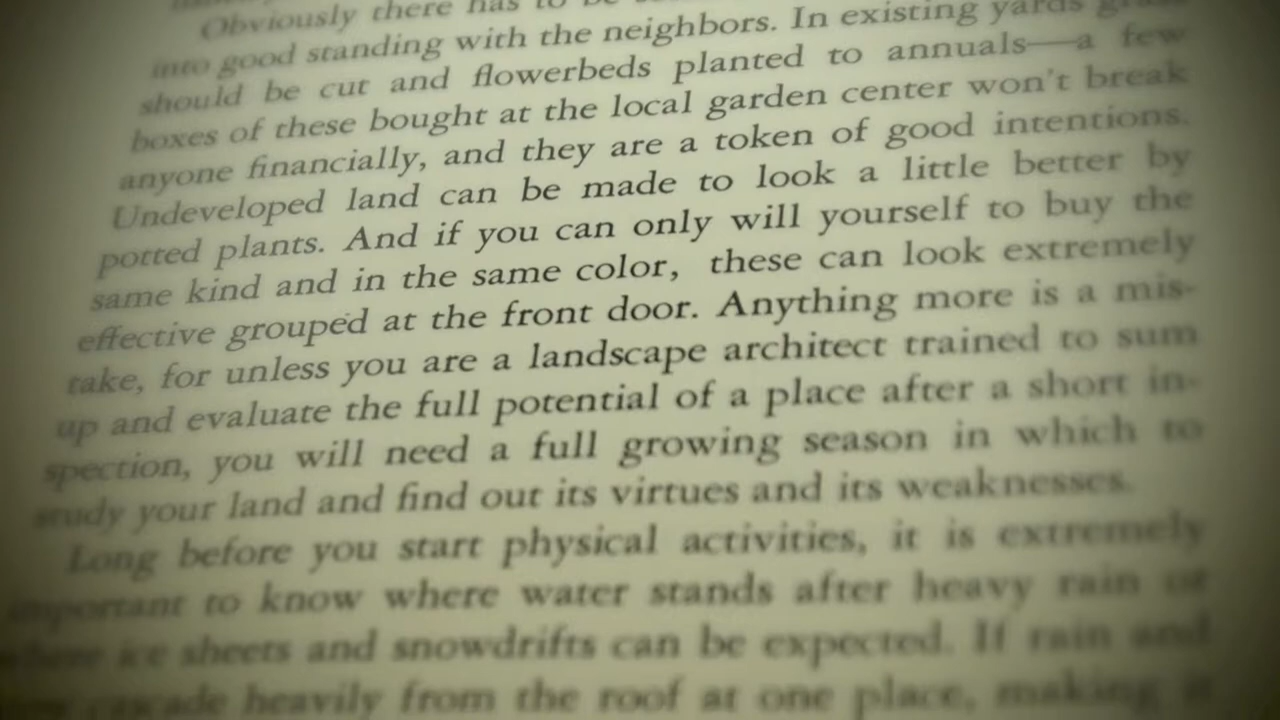 Obviously there has to be
into good standing with the neighbors. In existing yards grass
should be cut and flowerbeds planted to annuals—a few
boxes of these bought at the local garden center won't break
anyone financially, and they are a token of good intentions.
Undeveloped land can be made to look a little better by
potted plants. And if you can only will yourself to buy the
same kind and in the same color, these can look extremely
effective grouped at the front door. Anything more is a mis-
take, for unless you are a landscape architect trained to sum
up and evaluate the full potential of a place after a short in-
spection, you will need a full growing season in which to
study your land and find out its virtues and its weaknesses.
Long before you start physical activities, it is extremely
important to know where water stands after heavy rain or
where ice sheets and snowdrifts can be expected. If rain and
cascade heavily from the roof at one place, making it